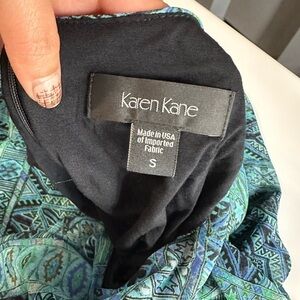 Karen Kane
Made in USA
of Imported
Fabric
S